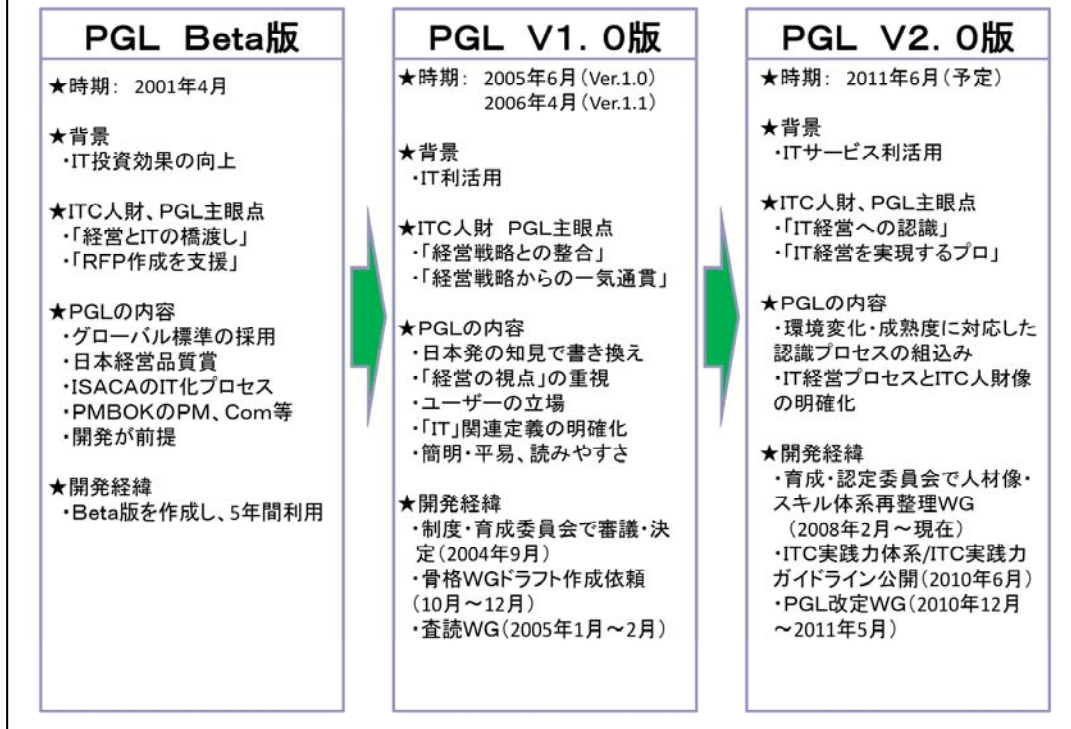 PGL Beta版
★時期: 2001年4月
★背景
・IT投資効果の向上
★ITC人財、PGL主眼点
・「経営とITの橋渡し」
・「RFP作成を支援」
★PGLの内容
・グローバル標準の採用
・日本経営品質賞
・ISACAのIT化プロセス
・PMBOKのPM、Com等
・開発が前提
★開発経緯
・Beta版を作成し、5年間利用
PGL V1.0版
★時期: 2005年6月(Ver.1.0)
2006年4月(Ver.1.1)
★背景
・IT利活用
★ITC人財 PGL主眼点
・「経営戦略との整合」
・「経営戦略からの一気通貫」
★PGLの内容
・日本発の知見で書き換え
・「経営の視点」の重視
・ユーザーの立場
・「IT」関連定義の明確化
・簡明・平易、読みやすさ
★開発経緯
・制度・育成委員会で審議・決
定(2004年9月)
・骨格WGドラフト作成依頼
(10月~12月)
・査読WG(2005年1月~2月)
PGL V2.0版
★時期: 2011年6月(予定)
★背景
・ITサービス利活用
★ITC人財、PGL主眼点
・「IT経営への認識」
・「IT経営を実現するプロ」
★PGLの内容
・環境変化・成熟度に対応した
認識プロセスの組込み
・IT経営プロセスとITC人財像
の明確化
★開発経緯
・育成・認定委員会で人材像・
スキル体系再整理WG
(2008年2月~現在)
・ITC実践力体系/ITC実践力
ガイドライン公開(2010年6月)
・PGL改定WG(2010年12月
~2011年5月)